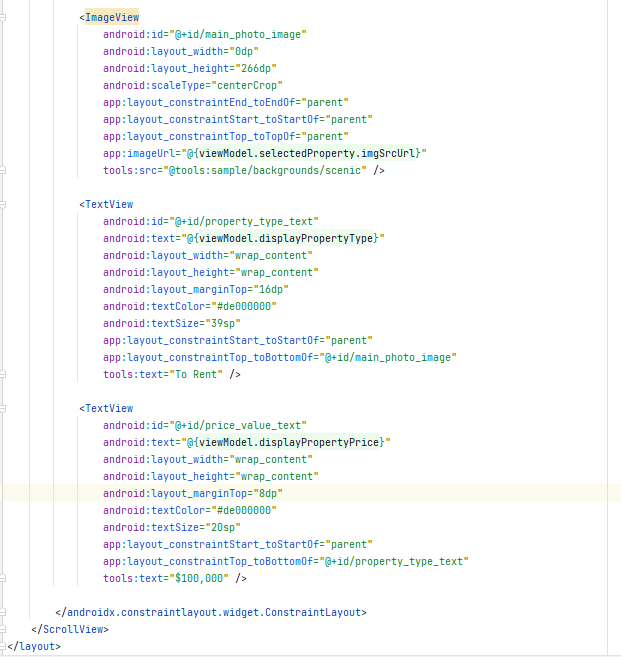 <ImageView
android:id="@+id/main_photo_image"
android:layout_width="0dp"
android:layout_height="266dp"
android:scaleType="centerCrop"
app:layout_constraintEnd_toEndOf="parent"
app:layout_constraintStart_toStartOf="parent"
app:layout_constraintTop_toTopOf="parent"
app:imageUrl="@{viewModel.selectedProperty.imgSrcUrl}"
tools:src="@tools:sample/backgrounds/scenic" />
<TextView
android:id="@+id/property_type_text"
android:text="@{viewModel.displayPropertyType}"
android:layout_width="wrap_content"
android:layout_height="wrap_content"
android:layout_marginTop="16dp"
android:textColor="#de000000"
android:textSize="39sp"
app:layout_constraintStart_toStartOf="parent"
app:layout_constraintTop_toBottomOf="@+id/main_photo_image"
tools:text="To Rent" />
<TextView
android:id="@+id/price_value_text"
android:text="@{viewModel.displayPropertyPrice}"
android:layout_width="wrap_content"
android:layout_height="wrap_content"
android:layout_marginTop="8dp"
android:textColor="#de000000"
android:textSize="20sp"
app:layout_constraintStart_toStartOf="parent"
app:layout_constraintTop_toBottomOf="@+id/property_type_text"
tools:text="$100,000" />
</androidx.constraintlayout.widget.ConstraintLayout>
</ScrollView>
</layout>